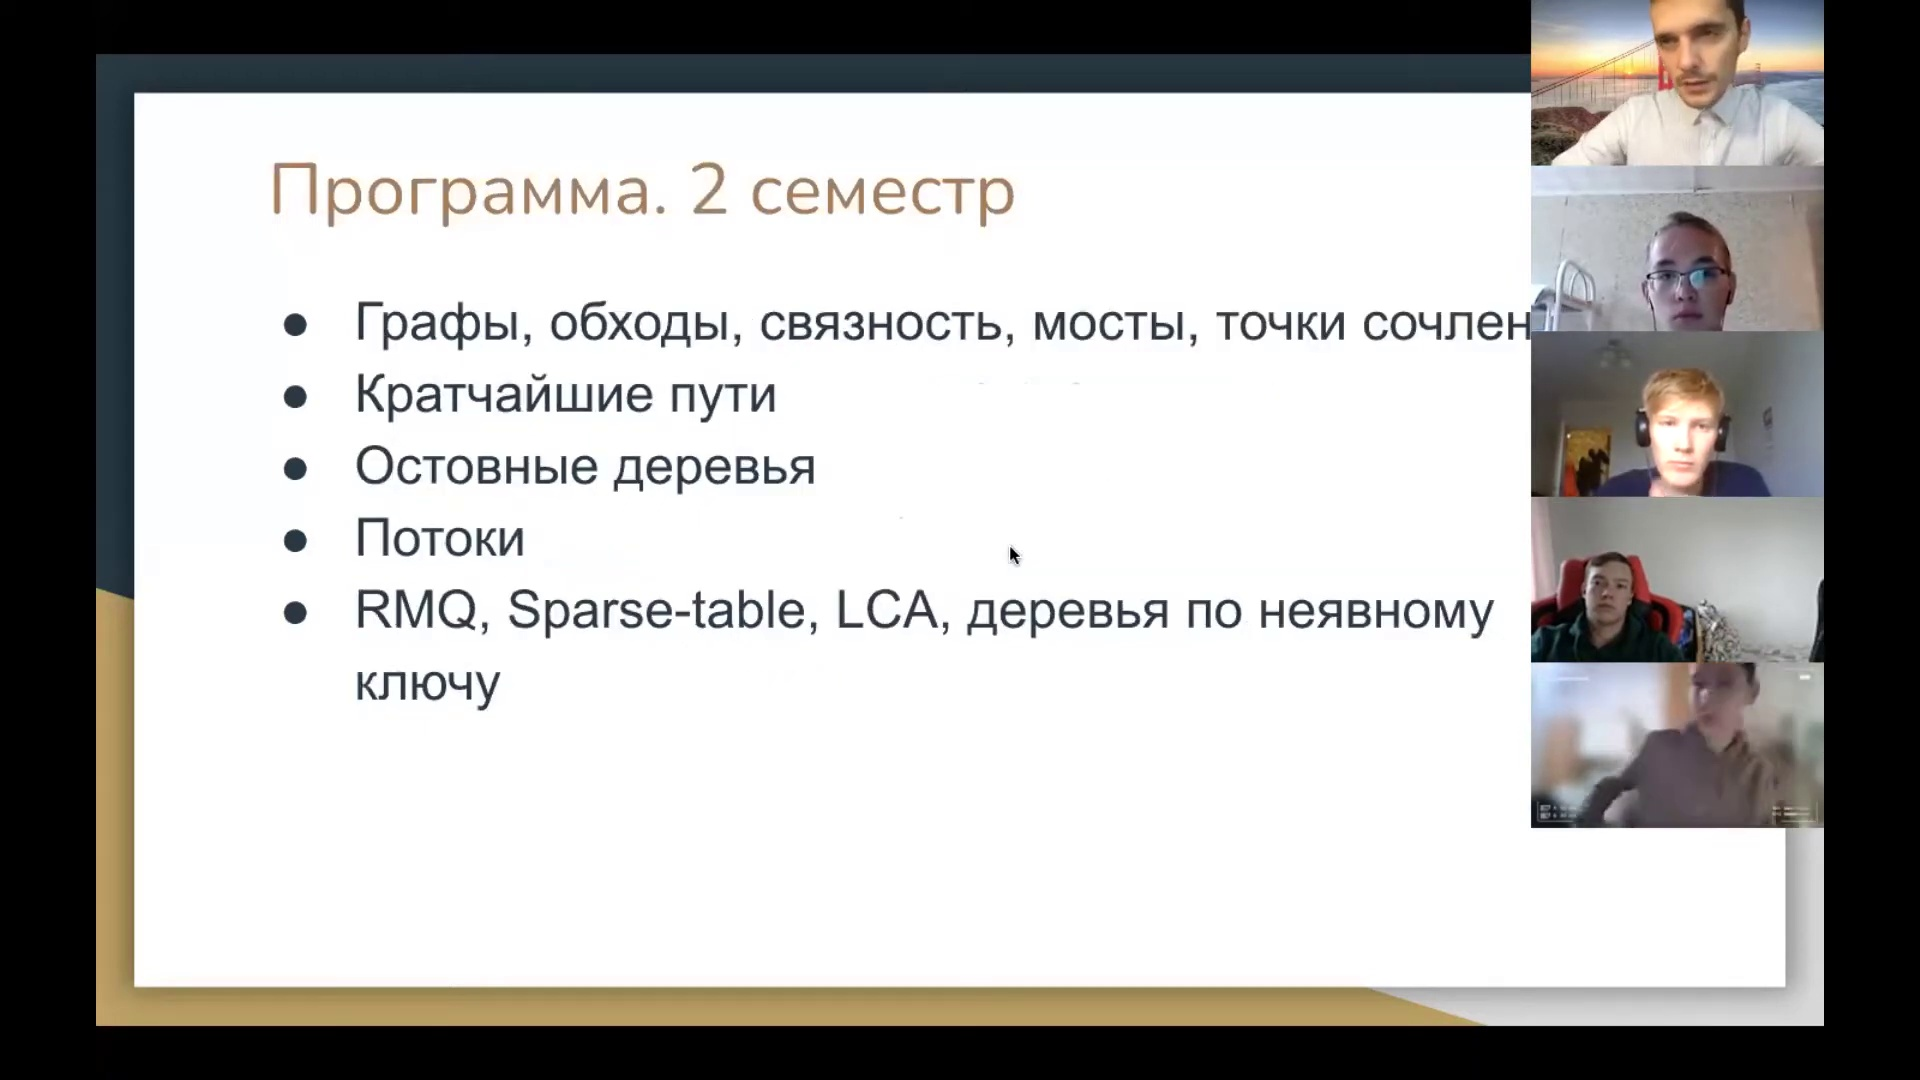 Программа. 2 семестр
● Графы, обходы, связность, мосты, точки сочлен
● Кратчайшие пути
● Остовные деревья
● Потоки
● RMQ, Sparse-table, LCA, деревья по неявному
ключу